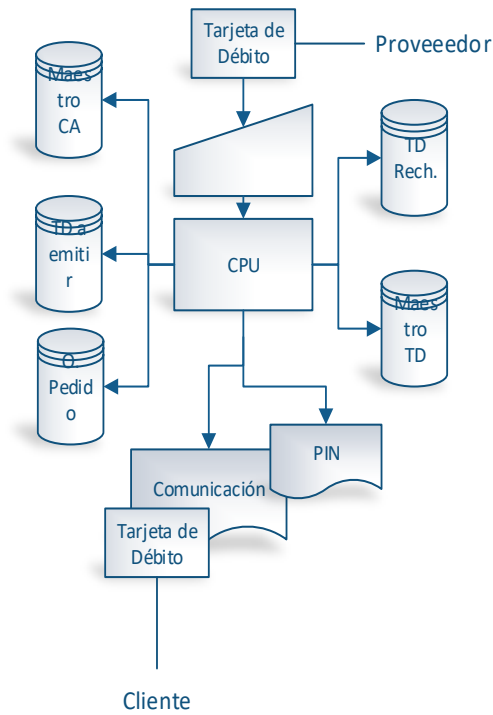 Tarjeta de
Débito
Proveeedor
Maes
tro
CA
TD
Rech.
TD a
emiti
r
CPU
Maes
tro
TD
O.
Pedid
o
PIN
Comunicación
Tarjeta de
Débito
Cliente